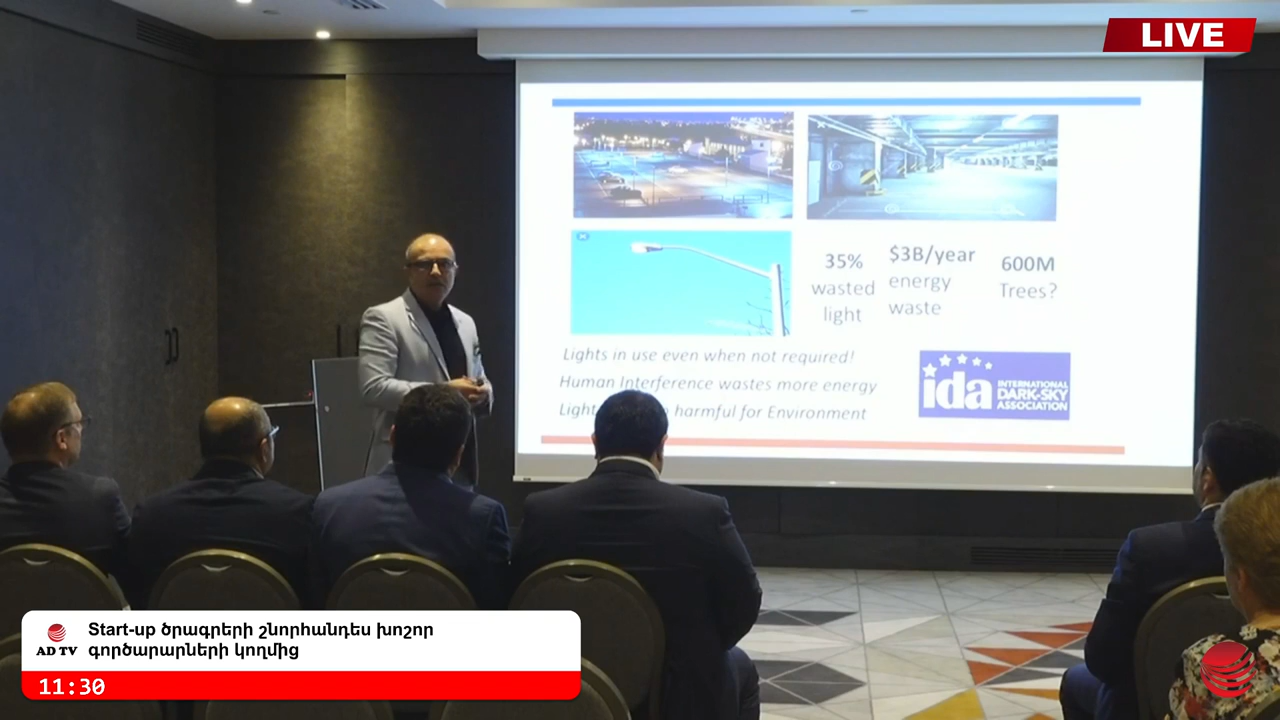 LIVE
35%
wasted
light
$3B/year
energy
waste
600M
Trees?
Lights in use even when not required!
Human Interference wastes more energy
Light harmful for Environment
ida
INTERNATIONAL
DARK-SKY
ASSOCIATION
AD TV
Start-up ծրագրերի շնորհանդես խոշոր
գործարարների կողմից
11:30